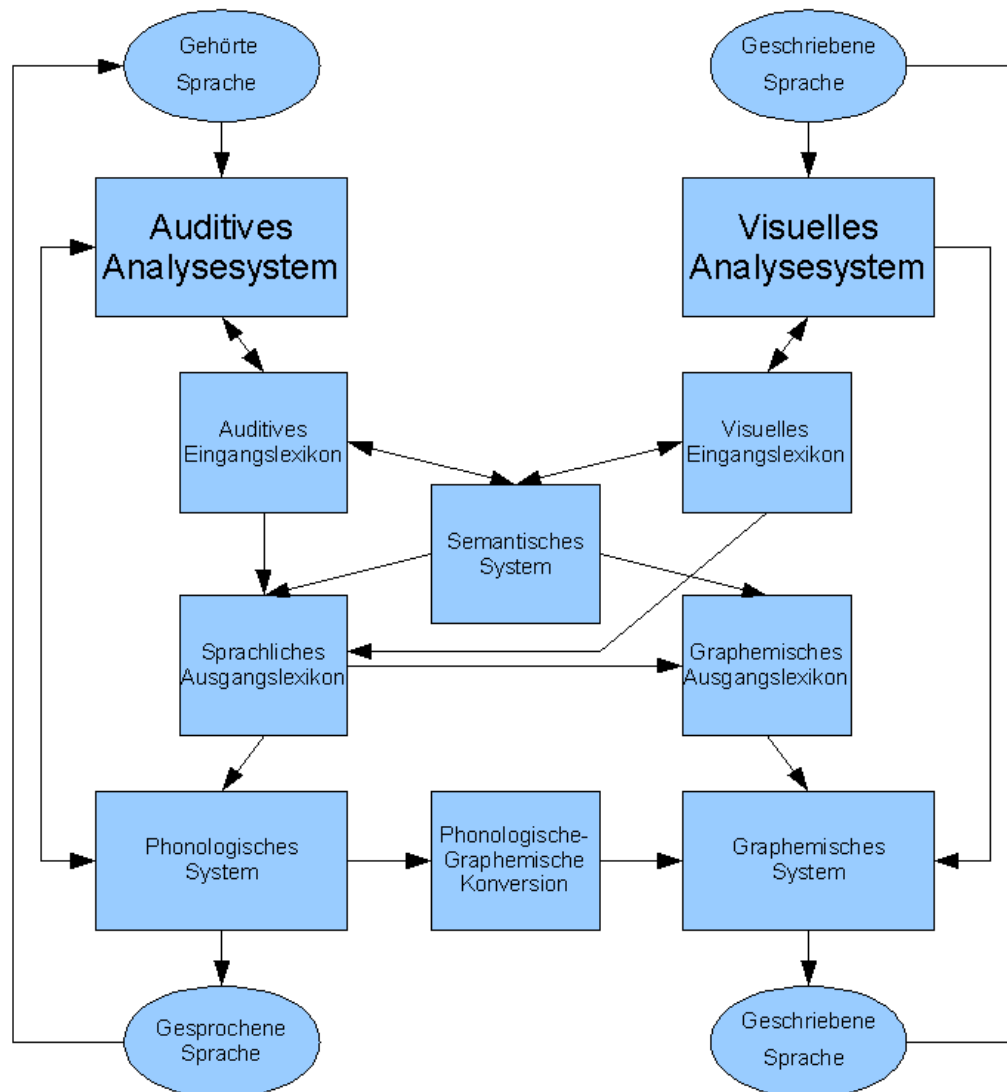 Gehörte
Sprache
Geschriebene
Sprache
Auditives
Analysesystem
Visuelles
Analysesystem
Auditives
Eingangslexikon
Visuelles
Eingangslexikon
Semantisches
System
Sprachliches
Ausgangslexikon
Graphemisches
Ausgangslexikon
Phonologisches
System
Phonologische-
Graphemische
Konversion
Graphemisches
System
Gesprochene
Sprache
Geschriebene
Sprache